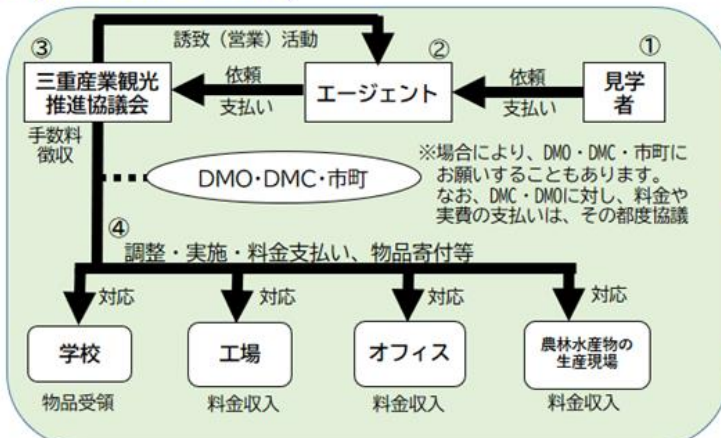 誘致（営業）活動
③
②
①
三重産業観光
推進協議会
依頼
支払い
エージェント
依頼
支払い
見学
者
手数料
徴収
DMO・DMC・市町
※場合により、DMO・DMC・市町に
お願いすることもあります。
なお、DMC・DMOに対し、料金や
実費の支払いは、その都度協議
④
調整・実施・料金支払い、物品寄付等
対応
対応
対応
対応
学校
工場
オフィス
農林水産物の
生産現場
物品受領
料金収入
料金収入
料金収入